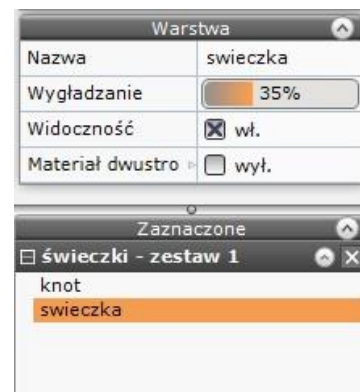 Warstwa
Nazwa swieczka
Wygładzanie 35%
Widoczność wł.
Materiał dwustro wył.
Zaznaczone
świeczki - zestaw 1
knot
swieczka